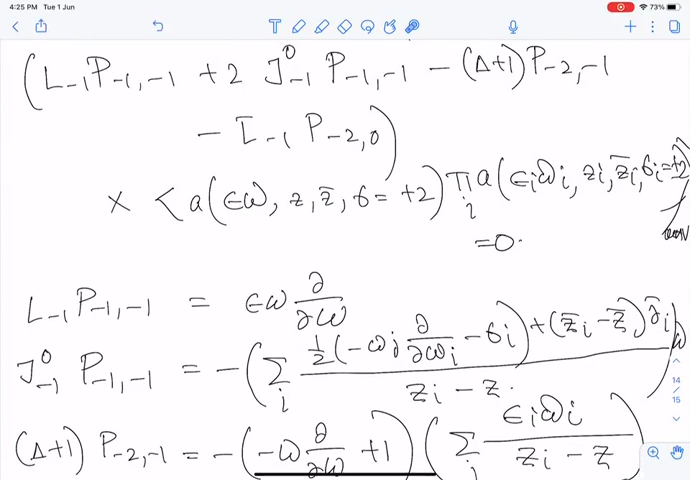 4:25 PM Tue 1 Jun
73%
(L₋₁P₋₁,₋₁ + 2 J⁰₋₁ P₋₁,₋₁ − (Δ+1) P₋₂,₋₁
− L̄₋₁ P₋₂,₀)
× < a(ϵω, z, z̄, σ = +2) ∏ᵢ a(ϵᵢωᵢ, zᵢ, z̄ᵢ, σᵢ = ±2)
= 0.
L₋₁P₋₁,₋₁ = ϵω ∂/∂ω
J⁰₋₁ P₋₁,₋₁ = −(∑ᵢ (½(−ωᵢ ∂/∂ωᵢ − σᵢ) + (z̄ᵢ − z̄) ∂̄ᵢ)/(zᵢ − z)
14
/
15
(Δ+1) P₋₂,₋₁ = −(−ω ∂/∂ω + 1)(∑ᵢ ϵᵢωᵢ/(zᵢ − z))